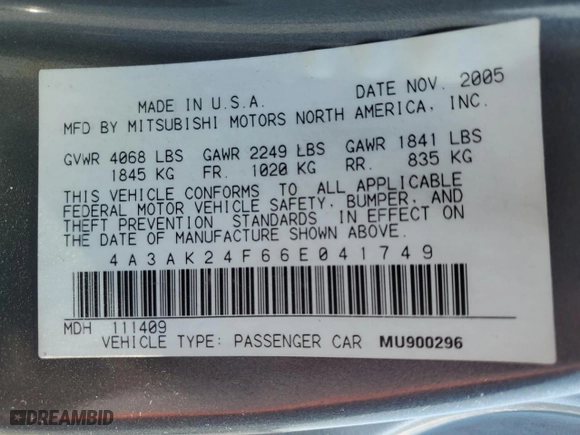 MADE IN U.S.A. DATE NOV. 2005
MFD BY MITSUBISHI MOTORS NORTH AMERICA, INC.
GVWR 4068 LBS GAWR 2249 LBS GAWR 1841 LBS
1845 KG FR. 1020 KG RR. 835 KG
THIS VEHICLE CONFORMS TO ALL APPLICABLE
FEDERAL MOTOR VEHICLE SAFETY, BUMPER, AND
THEFT PREVENTION STANDARDS IN EFFECT ON
THE DATE OF MANUFACTURE SHOWN ABOVE.
4A3AK24F66E041749
MDH 111409
VEHICLE TYPE: PASSENGER CAR MU900296
DREAMBID